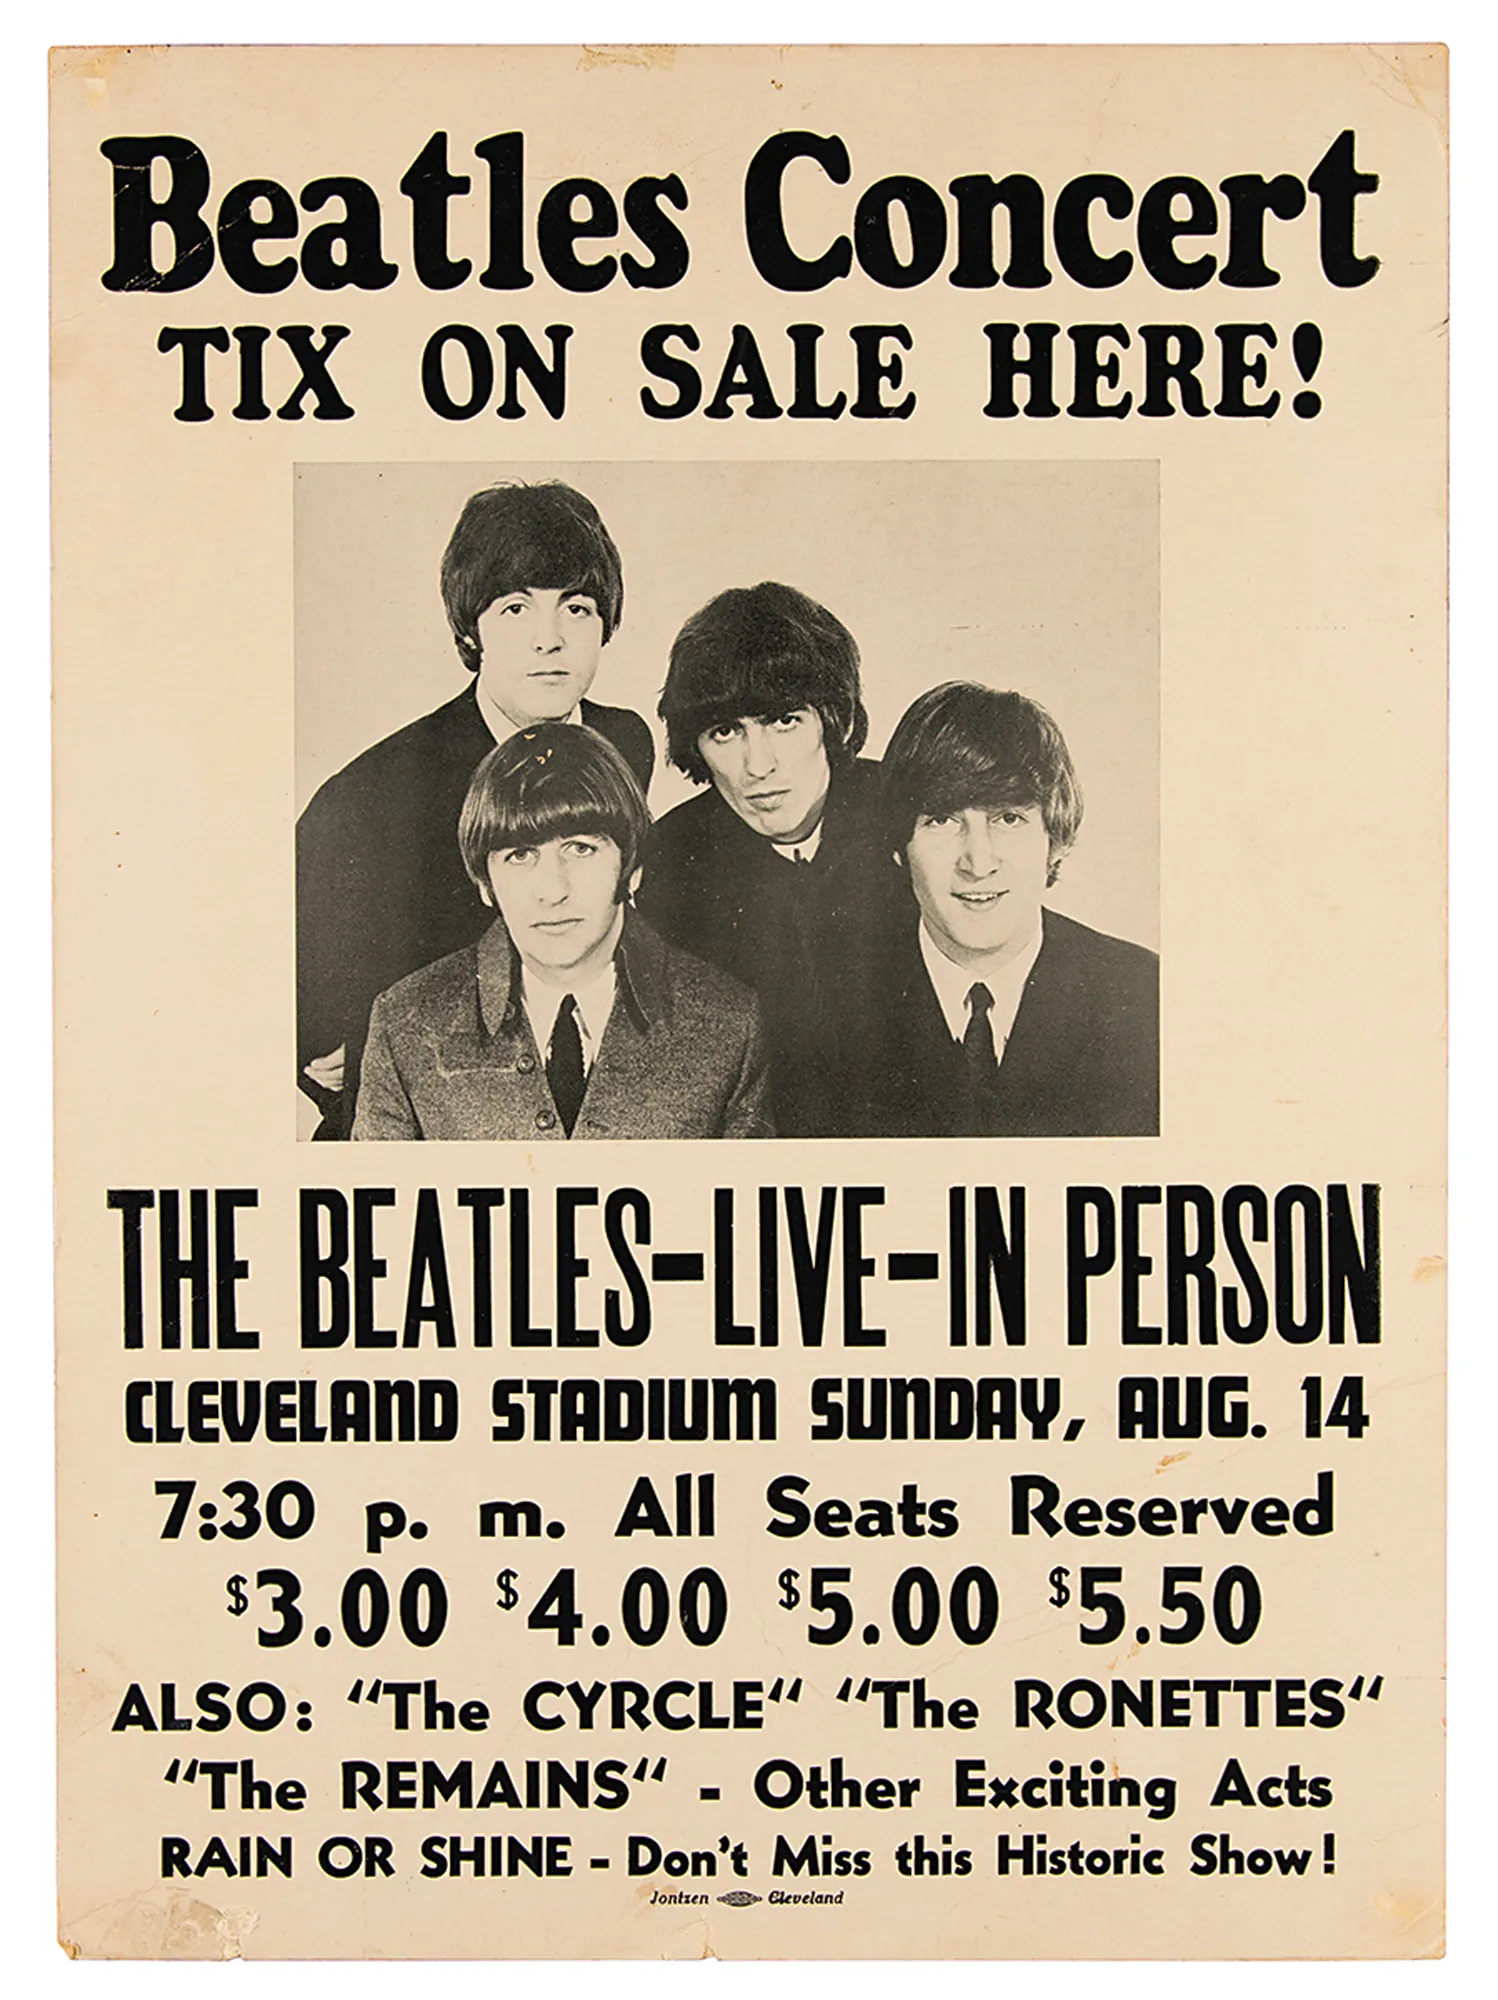 Beatles Concert
TIX ON SALE HERE!
THE BEATLES-LIVE-IN PERSON
CLEVELAND STADIUM SUNDAY, AUG. 14
7:30 p. m. All Seats Reserved
$3.00 $4.00 $5.00 $5.50
ALSO: "The CYRCLE" "The RONETTES"
"The REMAINS" - Other Exciting Acts
RAIN OR SHINE - Don't Miss this Historic Show!
Jontzen Cleveland